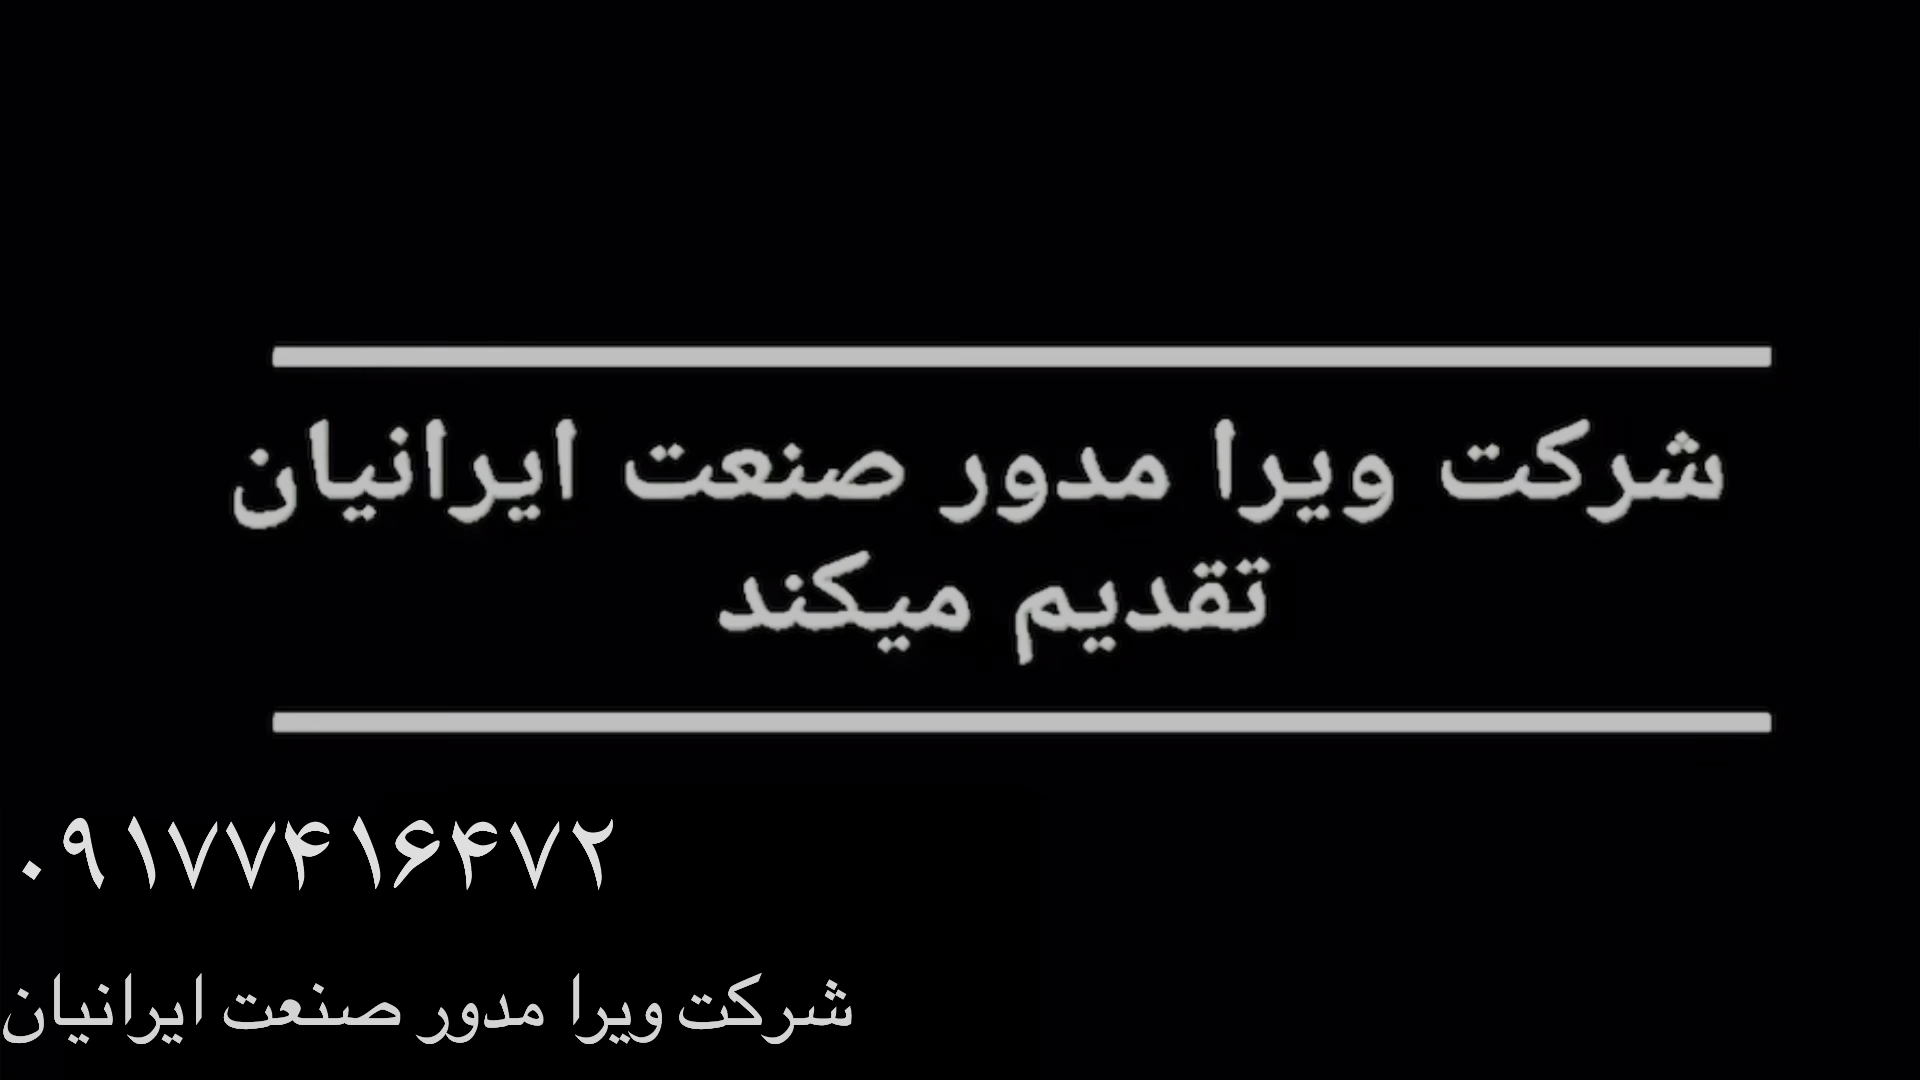 شرکت ویرا مدور صنعت ایرانیان
تقدیم میکند
۰۹۱۷۷۴۱۶۴۷۲
شرکت ویرا مدور صنعت ایرانیان